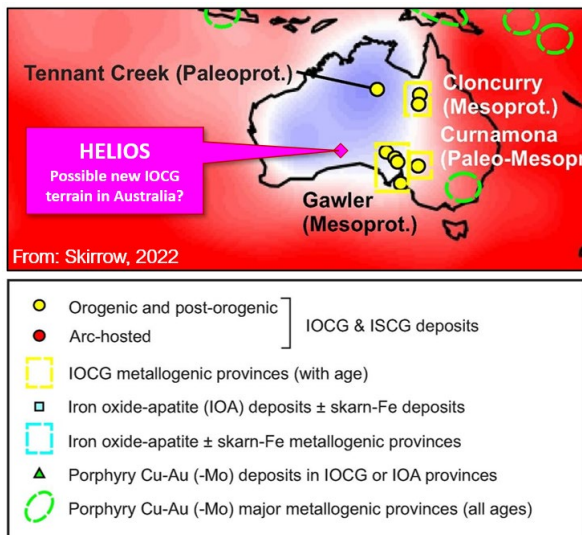 Tennant Creek (Paleoprot.)
Cloncurry
(Mesoprot.)
HELIOS
Possible new IOCG
terrain in Australia?
Curnamona
(Paleo-Mesopr
Gawler
(Mesoprot.)
From: Skirrow, 2022
Orogenic and post-orogenic
Arc-hosted
IOCG & ISCG deposits
IOCG metallogenic provinces (with age)
Iron oxide-apatite (IOA) deposits ± skarn-Fe deposits
Iron oxide-apatite ± skarn-Fe metallogenic provinces
Porphyry Cu-Au (-Mo) deposits in IOCG or IOA provinces
Porphyry Cu-Au (-Mo) major metallogenic provinces (all ages)